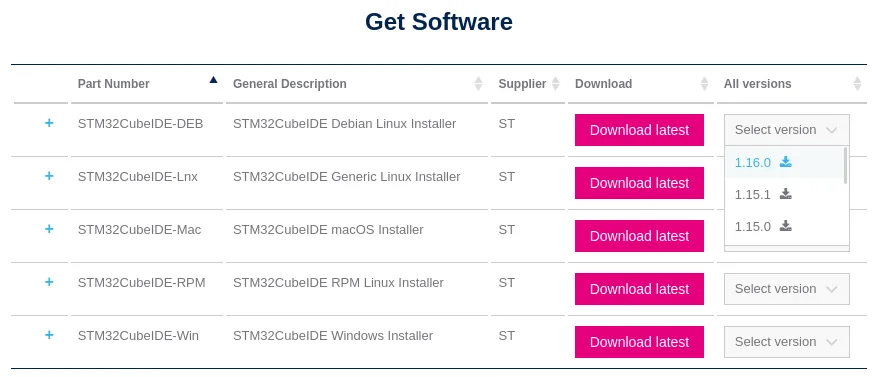 Get Software
Part Number General Description Supplier Download All versions
+ STM32CubeIDE-DEB STM32CubeIDE Debian Linux Installer ST Download latest Select version
1.16.0
+ STM32CubeIDE-Lnx STM32CubeIDE Generic Linux Installer ST Download latest
1.15.1
1.15.0
+ STM32CubeIDE-Mac STM32CubeIDE macOS Installer ST Download latest
+ STM32CubeIDE-RPM STM32CubeIDE RPM Linux Installer ST Download latest Select version
+ STM32CubeIDE-Win STM32CubeIDE Windows Installer ST Download latest Select version